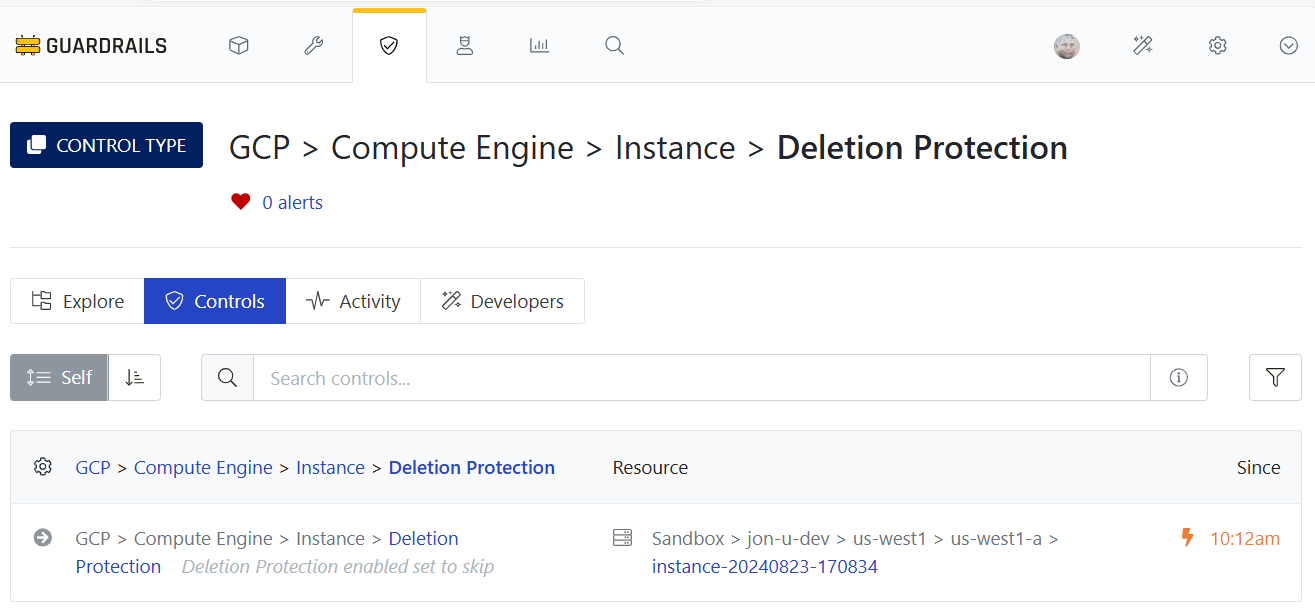 GUARDRAILS
CONTROL TYPE
GCP > Compute Engine > Instance > Deletion Protection
0 alerts
Explore
Controls
Activity
Developers
Self
Search controls...
GCP > Compute Engine > Instance > Deletion Protection
Resource
Since
GCP > Compute Engine > Instance > Deletion
Protection Deletion Protection enabled set to skip
Sandbox > jon-u-dev > us-west1 > us-west1-a >
instance-20240823-170834
10:12am